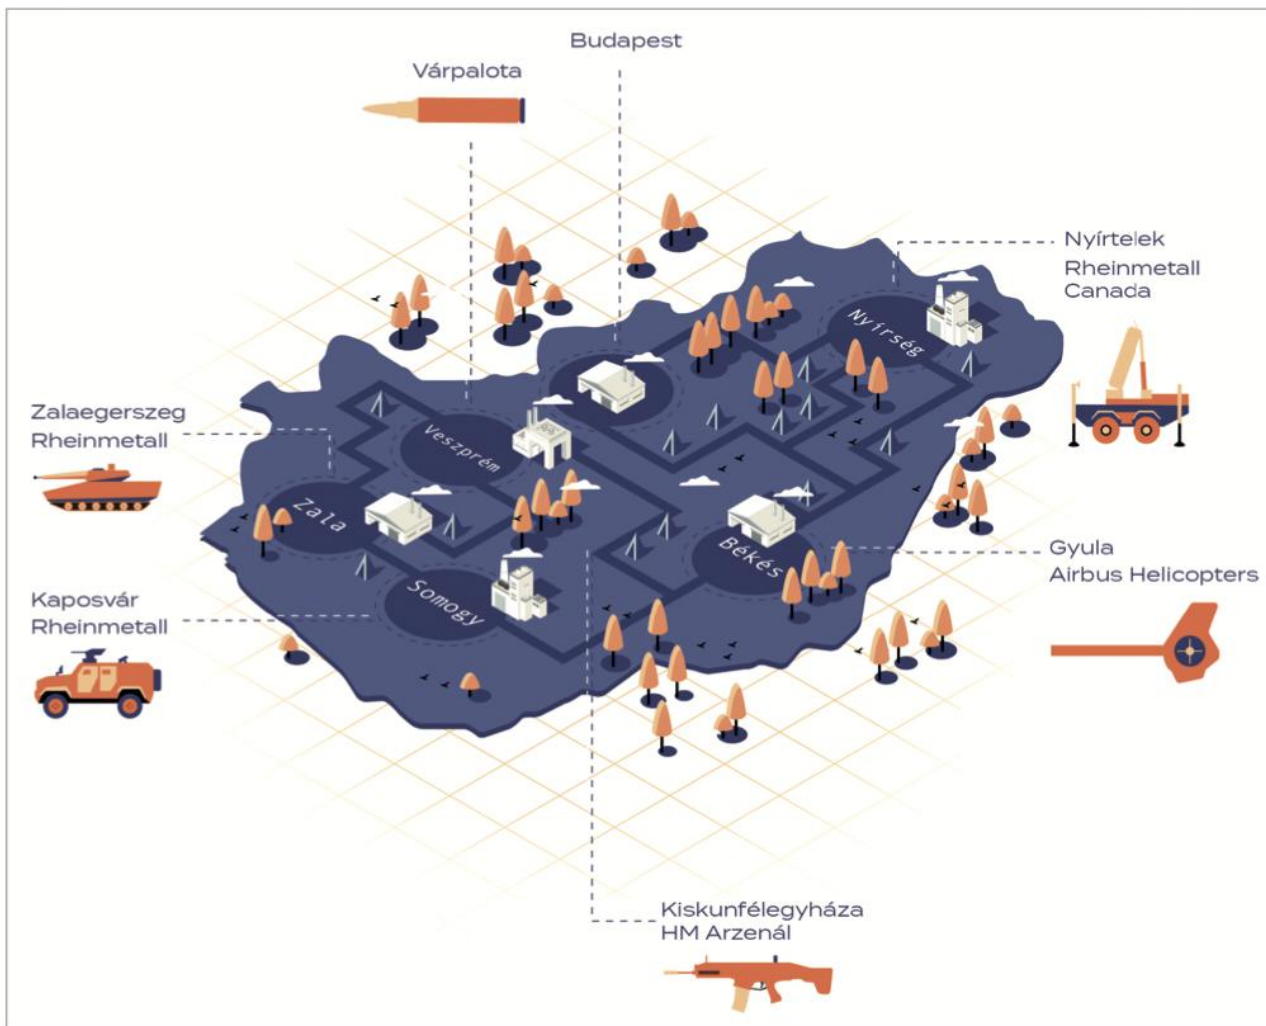 Budapest
Várpalota
Nyírtelek
Rheinmetall
Canada
Nyírség
Zalaegerszeg
Rheinmetall
Veszprém
Zala
Békés
Gyula
Airbus Helicopters
Somogy
Kaposvár
Rheinmetall
Kiskunfélegyháza
HM Arzenál